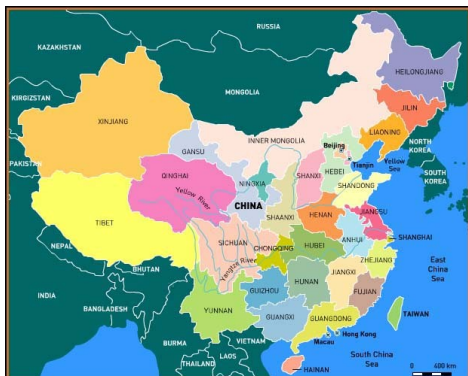 RUSSIA
KAZAKHSTAN
HEILONGJIANG
MONGOLIA
KIRGIZSTAN
JILIN
XINJIANG
LIAONING
INNER MONGOLIA
GANSU
Beijing
NORTH
KOREA
PAKISTAN
HEBEI
Tianjin
Yellow
Sea
QINGHAI
NINGXIA
SHANXI
SHANDONG
SOUTH
KOREA
Yellow River
CHINA
SHAANXI
HENAN
JIANGSU
TIBET
SICHUAN
CHONGQING
HUBEI
ANHUI
SHANGHAI
NEPAL
Yangtze River
ZHEJIANG
East
China
Sea
BHUTAN
HUNAN
JIANGXI
INDIA
GUIZHOU
FUJIAN
BANGLADESH
YUNNAN
GUANGXI
GUANGDONG
TAIWAN
BURMA
VIETNAM
Hong Kong
Macau
LAOS
THAILAND
South China
Sea
HAINAN
0 400 km